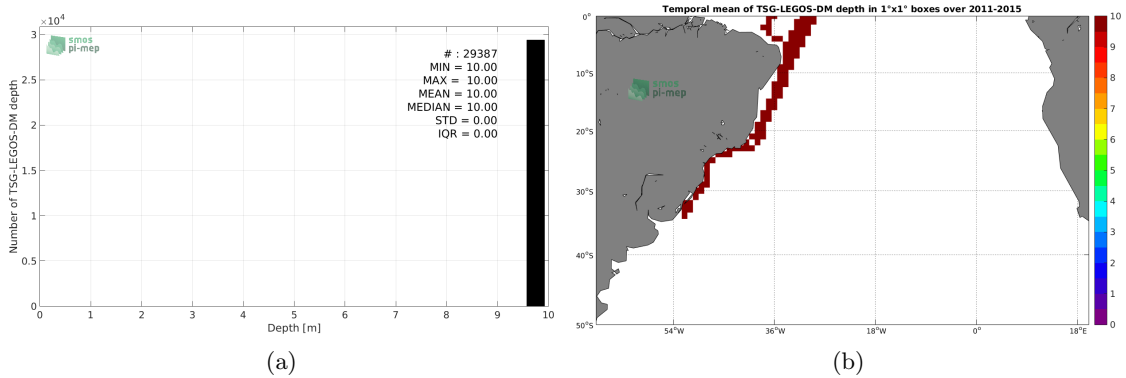 ×10⁴
smos
pi-mep
# : 29387
MIN = 10.00
MAX = 10.00
MEAN = 10.00
MEDIAN = 10.00
STD = 0.00
IQR = 0.00
Number of TSG-LEGOS-DM depth
3
2.5
2
1.5
1
0.5
0
0 1 2 3 4 5 6 7 8 9 10
Depth [m]
(a)
Temporal mean of TSG-LEGOS-DM depth in 1°x1° boxes over 2011-2015
smos
pi-mep
0°
10°S
20°S
30°S
40°S
50°S
54°W 36°W 18°W 0° 18°E
10
9
8
7
6
5
4
3
2
1
0
(b)